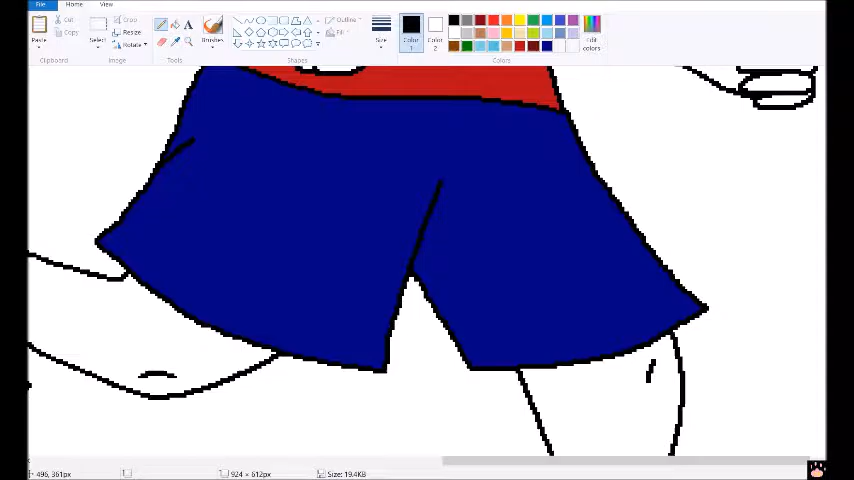 File Home View
Paste
Cut
Copy
Clipboard
Select
Crop
Resize
Rotate
Image
A
Tools
Brushes
Outline
Fill
Shapes
Size
Color
1
Color
2
Edit
colors
Colors
496, 361px
924 × 612px
Size: 19.4KB